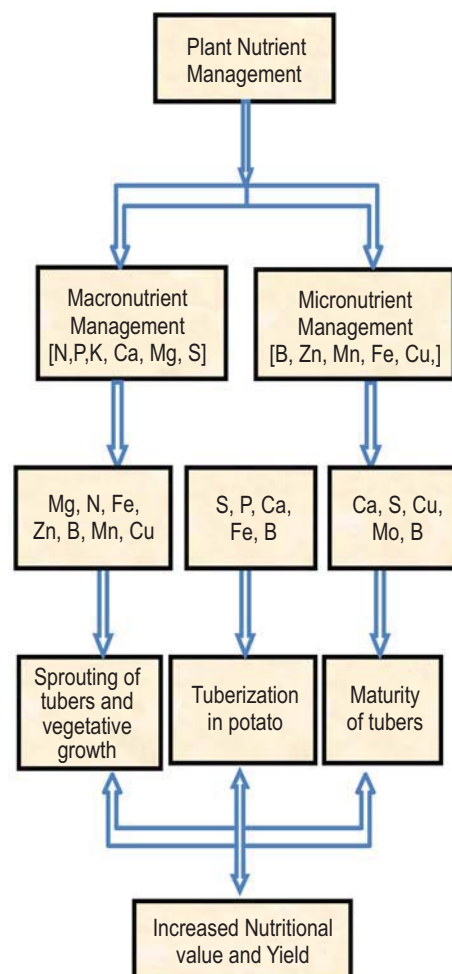 Plant Nutrient
Management
Macronutrient
Management
[N,P,K, Ca, Mg, S]
Micronutrient
Management
[B, Zn, Mn, Fe, Cu,]
Mg, N, Fe,
Zn, B, Mn, Cu
S, P, Ca,
Fe, B
Ca, S, Cu,
Mo, B
Sprouting of
tubers and
vegetative
growth
Tuberization
in potato
Maturity
of tubers
Increased Nutritional
value and Yield